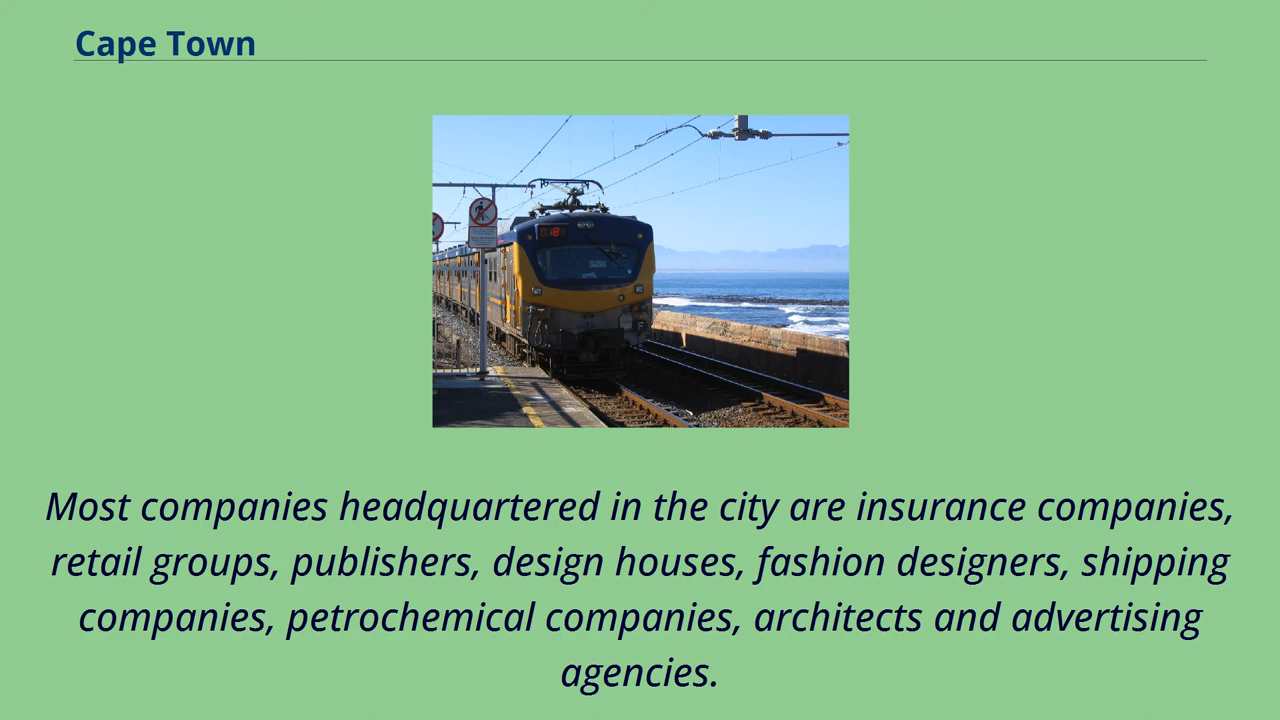 Cape Town
Most companies headquartered in the city are insurance companies,
retail groups, publishers, design houses, fashion designers, shipping
companies, petrochemical companies, architects and advertising
agencies.